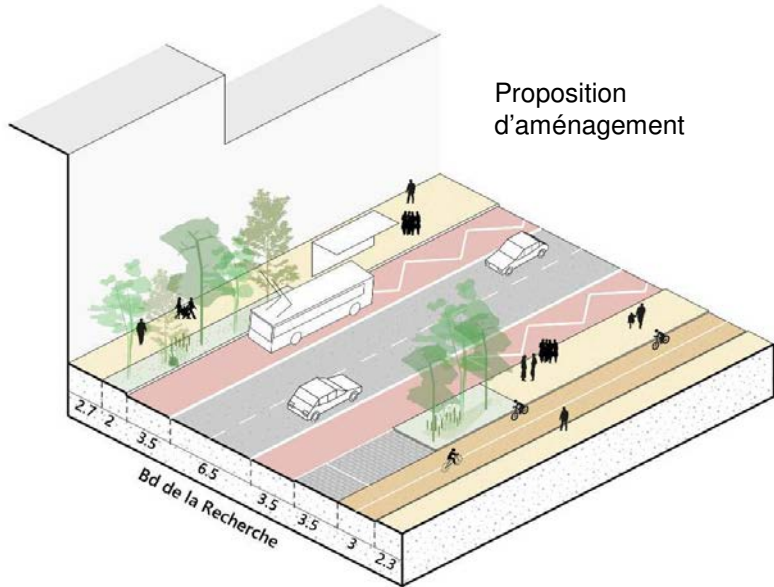 Proposition
d'aménagement
2.7 2 3.5 6.5 3.5 3.5 3 2.3
Bd de la Recherche